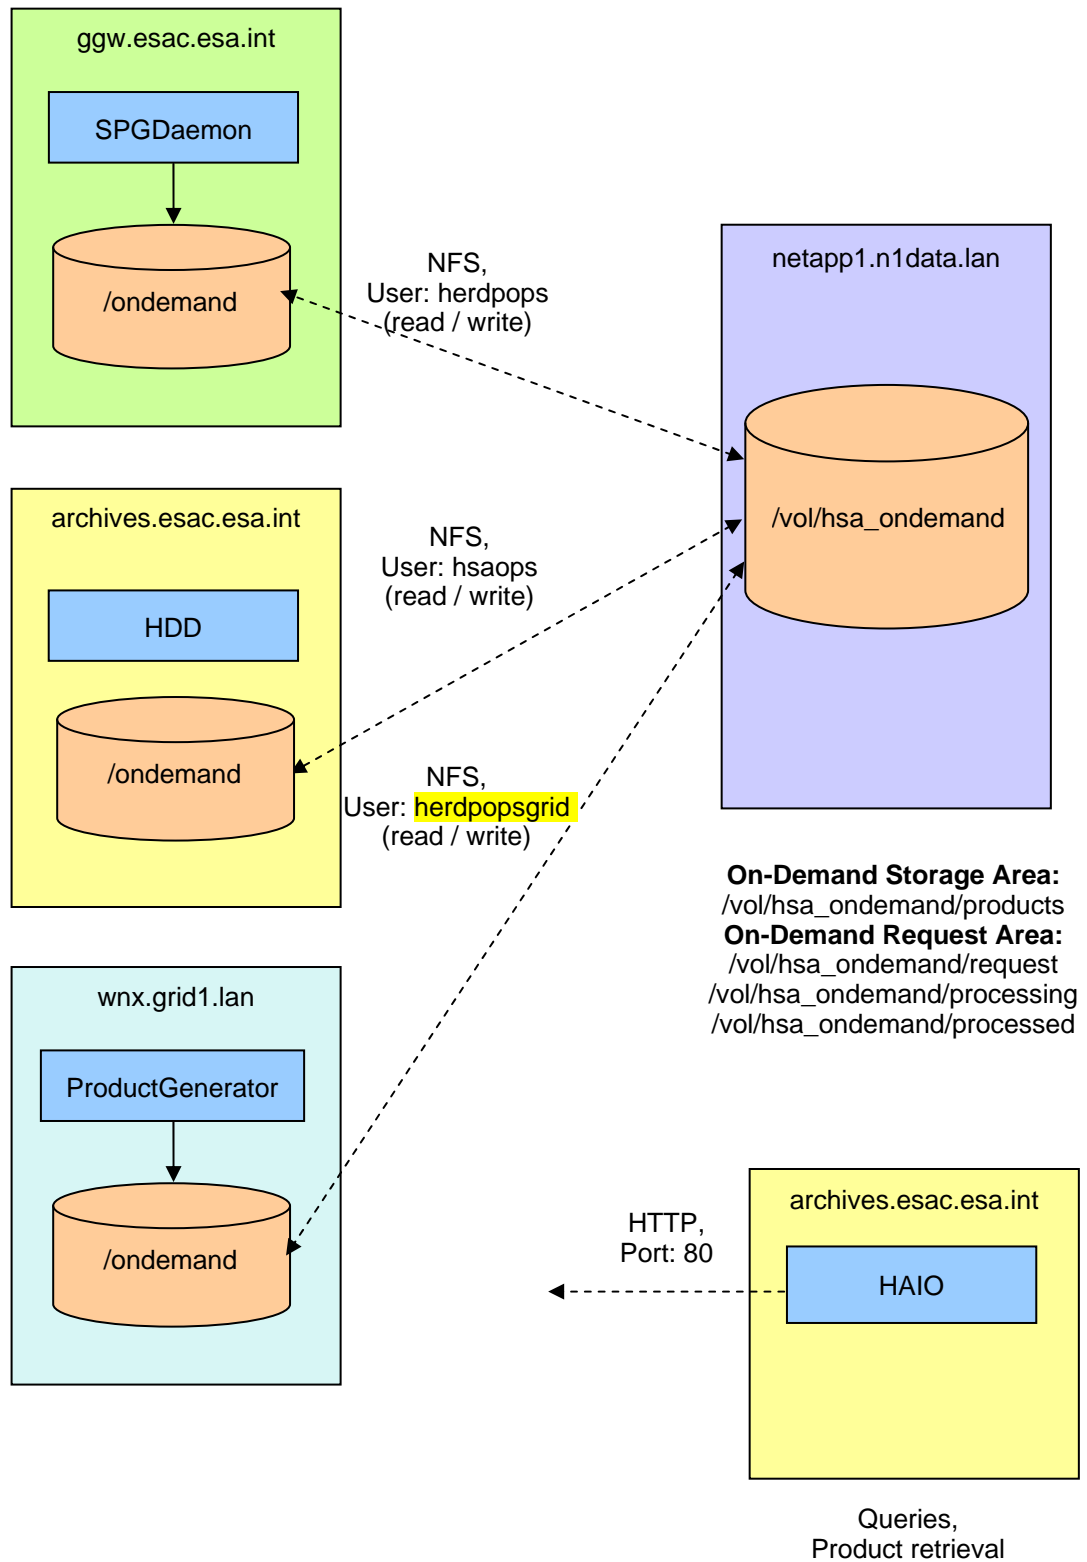 ggw.esac.esa.int
SPGDaemon
/ondemand
NFS,
User: herdpops
(read / write)
netapp1.n1data.lan
/vol/hsa_ondemand
archives.esac.esa.int
HDD
/ondemand
NFS,
User: hsaops
(read / write)
NFS,
User: herdpopsgrid
(read / write)
On-Demand Storage Area:
/vol/hsa_ondemand/products
On-Demand Request Area:
/vol/hsa_ondemand/request
/vol/hsa_ondemand/processing
/vol/hsa_ondemand/processed
wnx.grid1.lan
ProductGenerator
/ondemand
HTTP,
Port: 80
archives.esac.esa.int
HAIO
Queries,
Product retrieval